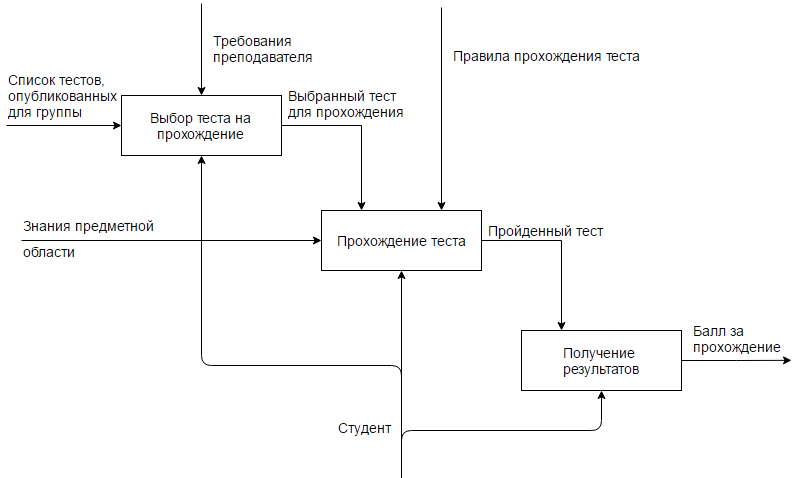 Требования
преподавателя
Правила прохождения теста
Список тестов,
опубликованных
для группы
Выбор теста на
прохождение
Выбранный тест
для прохождения
Знания предметной
области
Прохождение теста
Пройденный тест
Получение
результатов
Балл за
прохождение
Студент